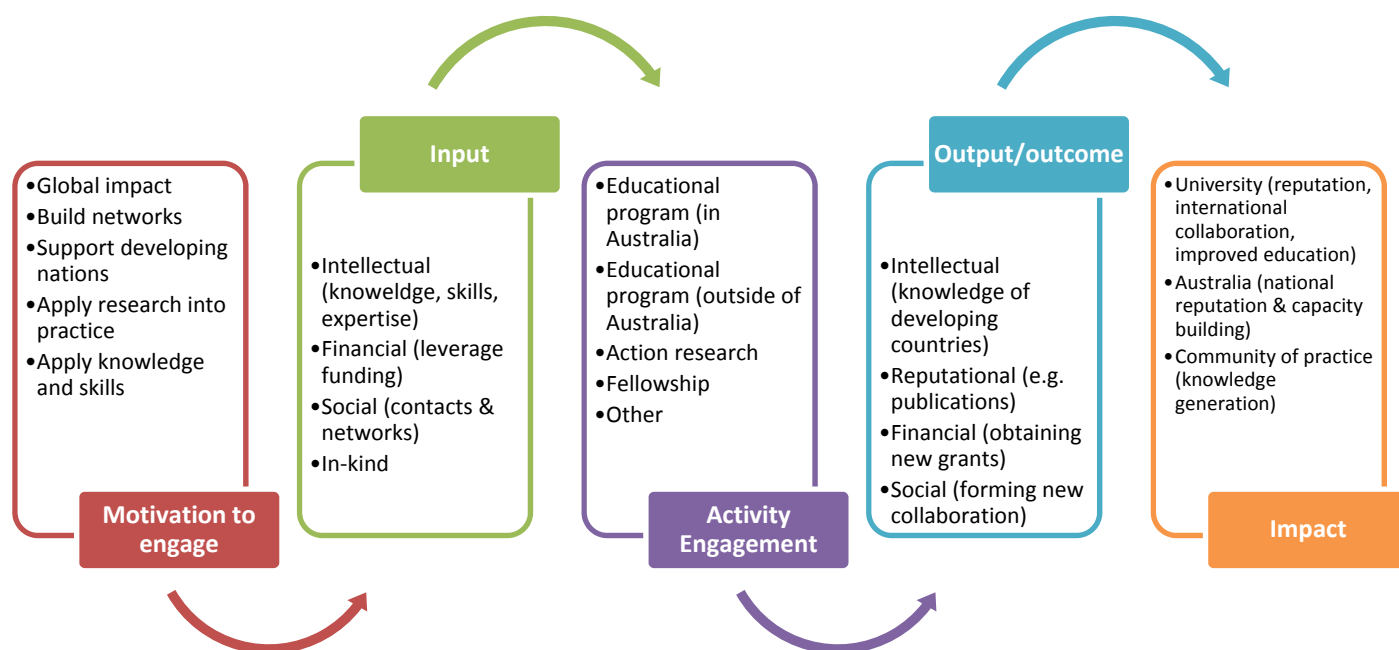 •Global impact
•Build networks
•Support developing
nations
•Apply research into
practice
•Apply knowledge
and skills
Motivation to
engage
Input
•Intellectual
(knoweldge, skills,
expertise)
•Financial (leverage
funding)
•Social (contacts &
networks)
•In-kind
•Educational
program (in
Australia)
•Educational
program (outside of
Australia)
•Action research
•Fellowship
•Other
Activity
Engagement
Output/outcome
•Intellectual
(knowledge of
developing
countries)
•Reputational (e.g.
publications)
•Financial (obtaining
new grants)
•Social (forming new
collaboration)
•University (reputation,
international
collaboration,
improved education)
•Australia (national
reputation & capacity
building)
•Community of practice
(knowledge
generation)
Impact